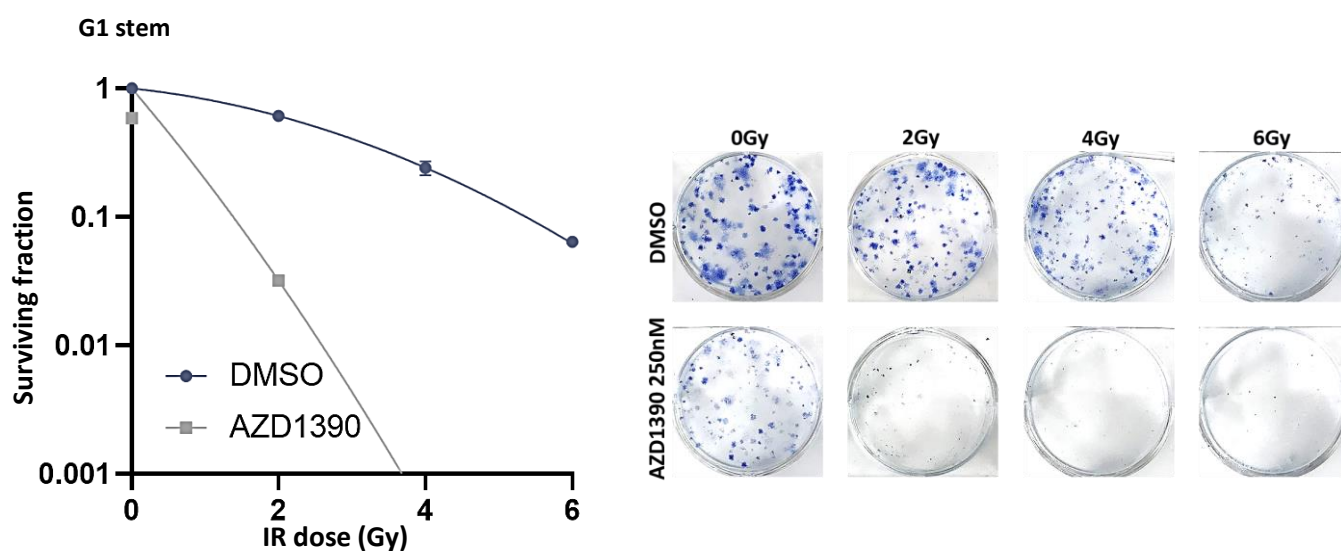 G1 stem
Surviving fraction
1
0.1
0.01
0.001
DMSO
AZD1390
0 2 4 6
IR dose (Gy)
0Gy 2Gy 4Gy 6Gy
DMSO
AZD1390 250nM